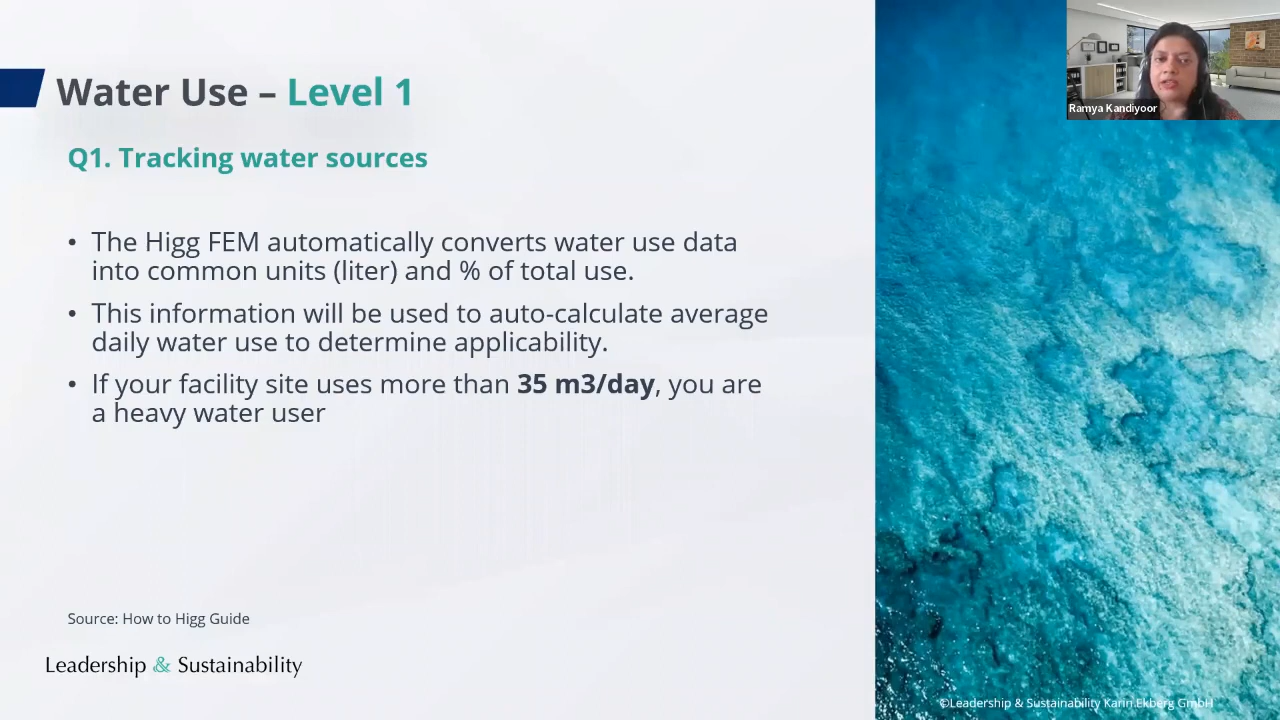 Water Use – Level 1
Ramya Kandiyoor
Q1. Tracking water sources
• The Higg FEM automatically converts water use data
into common units (liter) and % of total use.
• This information will be used to auto-calculate average
daily water use to determine applicability.
• If your facility site uses more than 35 m3/day, you are
a heavy water user
Source: How to Higg Guide
Leadership & Sustainability
©Leadership & Sustainability Karin Ekberg GmbH